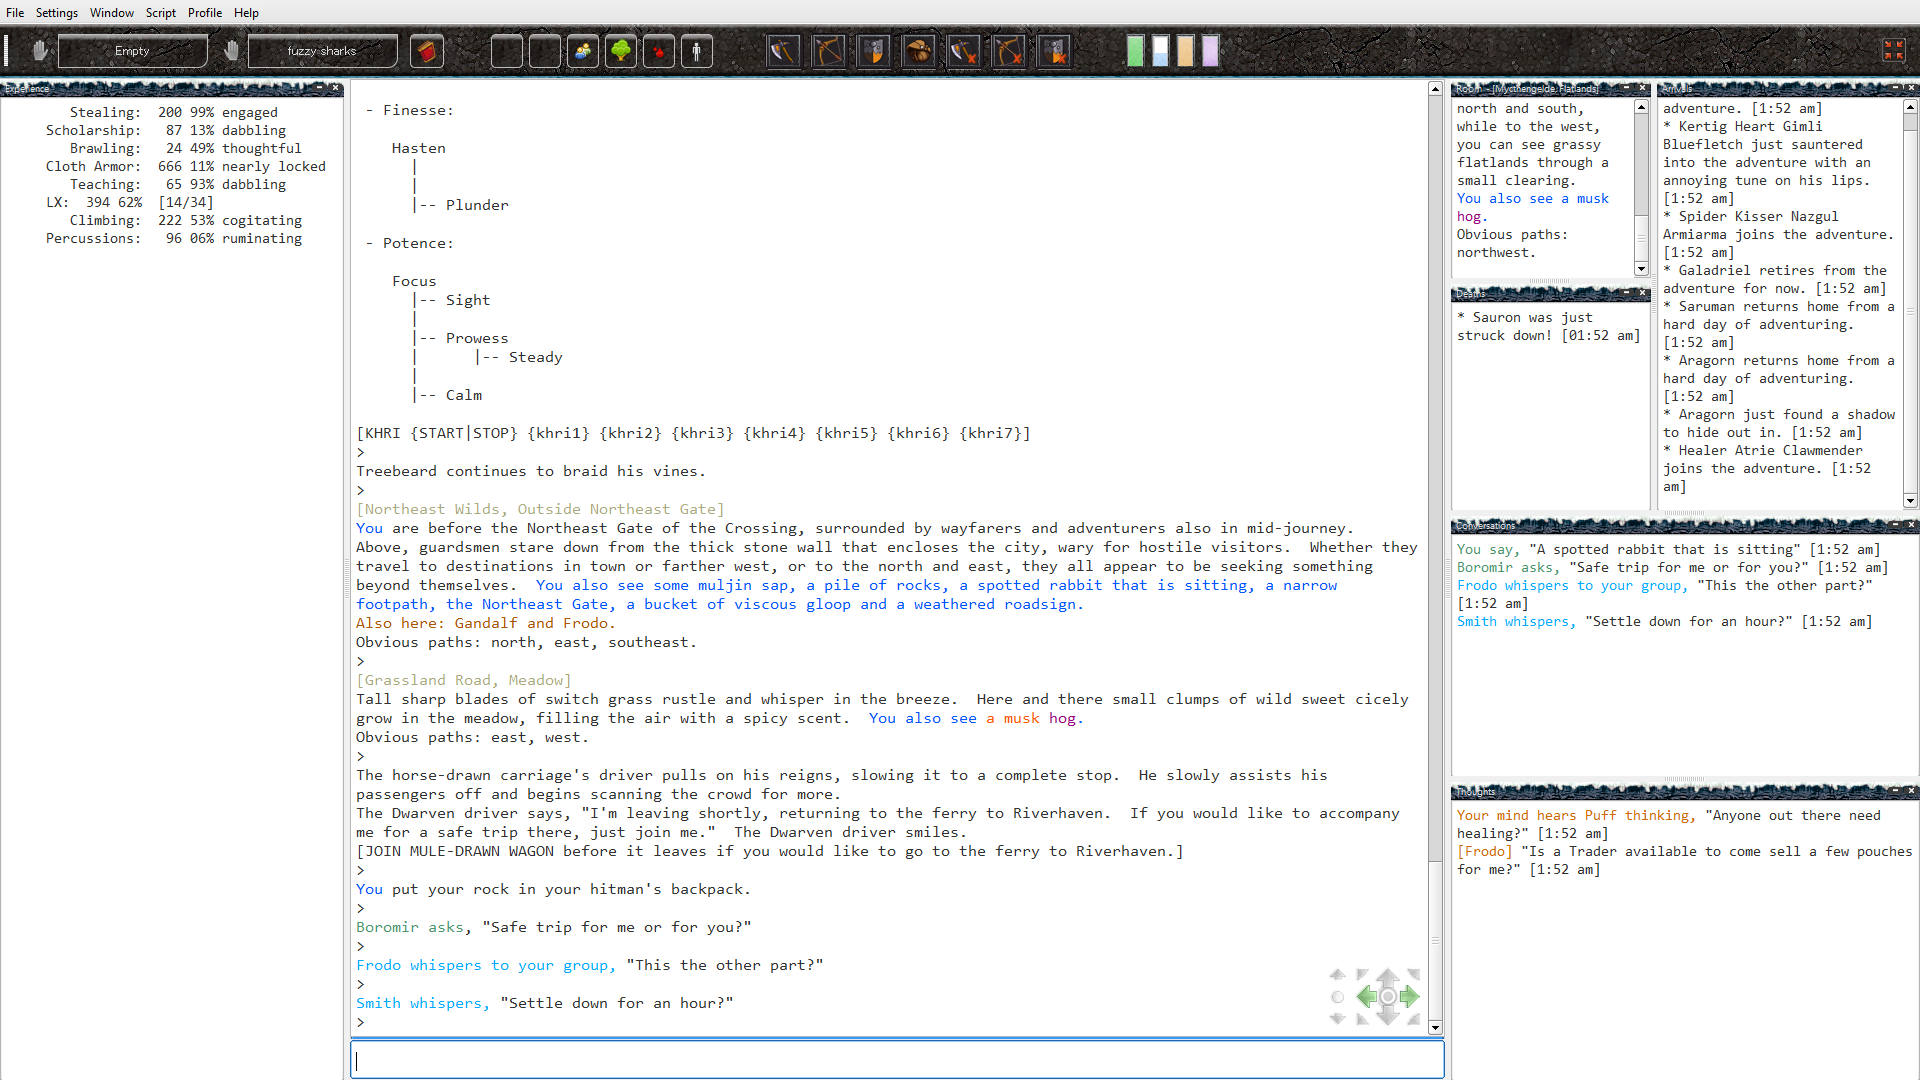 File Settings Window Script Profile Help
Empty fuzzy sharks
Experience
Stealing: 200 99% engaged
Scholarship: 87 13% dabbling
Brawling: 24 49% thoughtful
Cloth Armor: 666 11% nearly locked
Teaching: 65 93% dabbling
LX: 394 62% [14/34]
Climbing: 222 53% cogitating
Percussions: 96 06% ruminating
- Finesse:
Hasten
|
|
|-- Plunder
- Potence:
Focus
|-- Sight
|
|-- Prowess
| |-- Steady
|
|-- Calm
[KHRI {START|STOP} {khri1} {khri2} {khri3} {khri4} {khri5} {khri6} {khri7}]
>
Treebeard continues to braid his vines.
>
[Northeast Wilds, Outside Northeast Gate]
You are before the Northeast Gate of the Crossing, surrounded by wayfarers and adventurers also in mid-journey.
Above, guardsmen stare down from the thick stone wall that encloses the city, wary for hostile visitors.  Whether they
travel to destinations in town or farther west, or to the north and east, they all appear to be seeking something
beyond themselves.  You also see some muljin sap, a pile of rocks, a spotted rabbit that is sitting, a narrow
footpath, the Northeast Gate, a bucket of viscous gloop and a weathered roadsign.
Also here: Gandalf and Frodo.
Obvious paths: north, east, southeast.
>
[Grassland Road, Meadow]
Tall sharp blades of switch grass rustle and whisper in the breeze.  Here and there small clumps of wild sweet cicely
grow in the meadow, filling the air with a spicy scent.  You also see a musk hog.
Obvious paths: east, west.
>
The horse-drawn carriage's driver pulls on his reigns, slowing it to a complete stop.  He slowly assists his
passengers off and begins scanning the crowd for more.
The Dwarven driver says, "I'm leaving shortly, returning to the ferry to Riverhaven.  If you would like to accompany
me for a safe trip there, just join me."  The Dwarven driver smiles.
[JOIN MULE-DRAWN WAGON before it leaves if you would like to go to the ferry to Riverhaven.]
>
You put your rock in your hitman's backpack.
>
Boromir asks, "Safe trip for me or for you?"
>
Frodo whispers to your group, "This the other part?"
>
Smith whispers, "Settle down for an hour?"
>
Room - [Mycthengelde, Flatlands]
north and south,
while to the west,
you can see grassy
flatlands through a
small clearing.
You also see a musk
hog.
Obvious paths:
northwest.
Deaths
* Sauron was just
struck down! [01:52 am]
Arrivals
adventure. [1:52 am]
* Kertig Heart Gimli
Bluefletch just sauntered
into the adventure with an
annoying tune on his lips.
[1:52 am]
* Spider Kisser Nazgul
Armiarma joins the adventure.
[1:52 am]
* Galadriel retires from the
adventure for now. [1:52 am]
* Saruman returns home from a
hard day of adventuring.
[1:52 am]
* Aragorn returns home from a
hard day of adventuring.
[1:52 am]
* Aragorn just found a shadow
to hide out in. [1:52 am]
* Healer Atrie Clawmender
joins the adventure. [1:52
am]
Conversations
You say, "A spotted rabbit that is sitting" [1:52 am]
Boromir asks, "Safe trip for me or for you?" [1:52 am]
Frodo whispers to your group, "This the other part?"
[1:52 am]
Smith whispers, "Settle down for an hour?" [1:52 am]
Thoughts
Your mind hears Puff thinking, "Anyone out there need
healing?" [1:52 am]
[Frodo] "Is a Trader available to come sell a few pouches
for me?" [1:52 am]